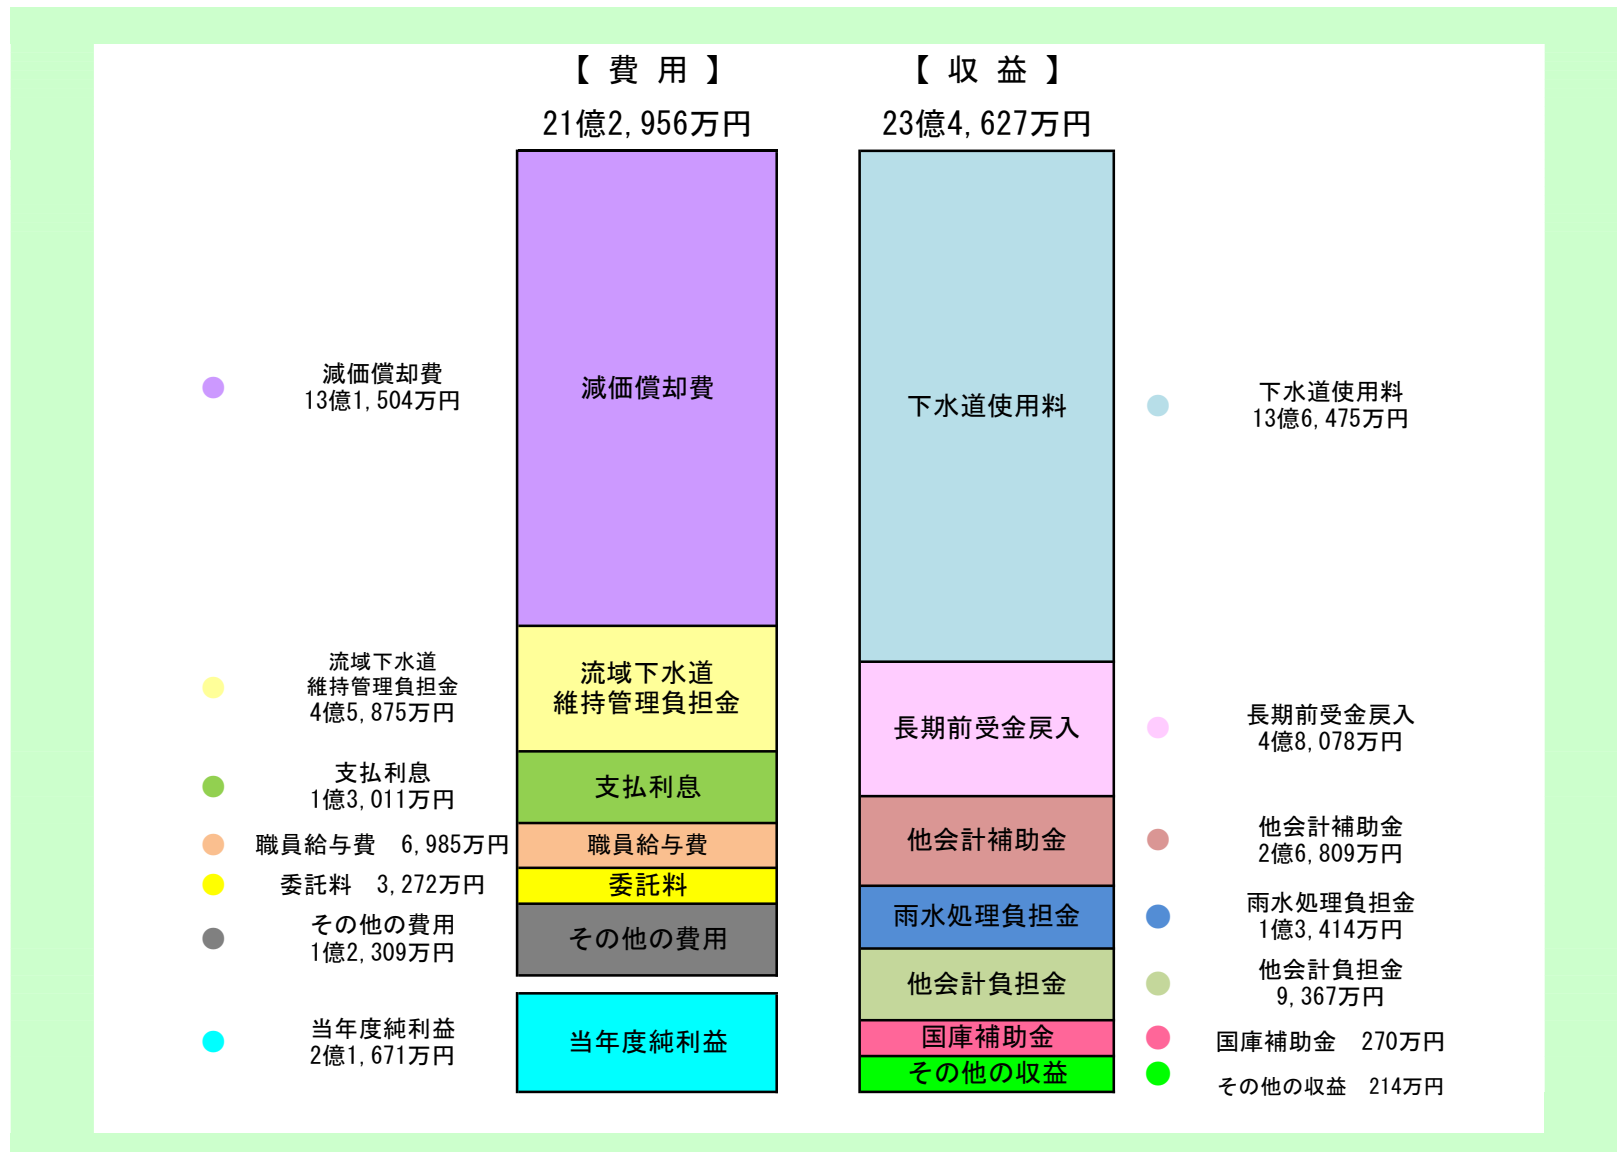 【 費 用 】
21億2,956万円
減価償却費
13億1,504万円
減価償却費
流域下水道
維持管理負担金
4億5,875万円
流域下水道
維持管理負担金
支払利息
1億3,011万円
支払利息
職員給与費　6,985万円
職員給与費
委託料　3,272万円
委託料
その他の費用
1億2,309万円
その他の費用
当年度純利益
2億1,671万円
当年度純利益
【 収 益 】
23億4,627万円
下水道使用料
下水道使用料
13億6,475万円
長期前受金戻入
長期前受金戻入
4億8,078万円
他会計補助金
他会計補助金
2億6,809万円
雨水処理負担金
雨水処理負担金
1億3,414万円
他会計負担金
他会計負担金
9,367万円
国庫補助金
国庫補助金　270万円
その他の収益
その他の収益　214万円